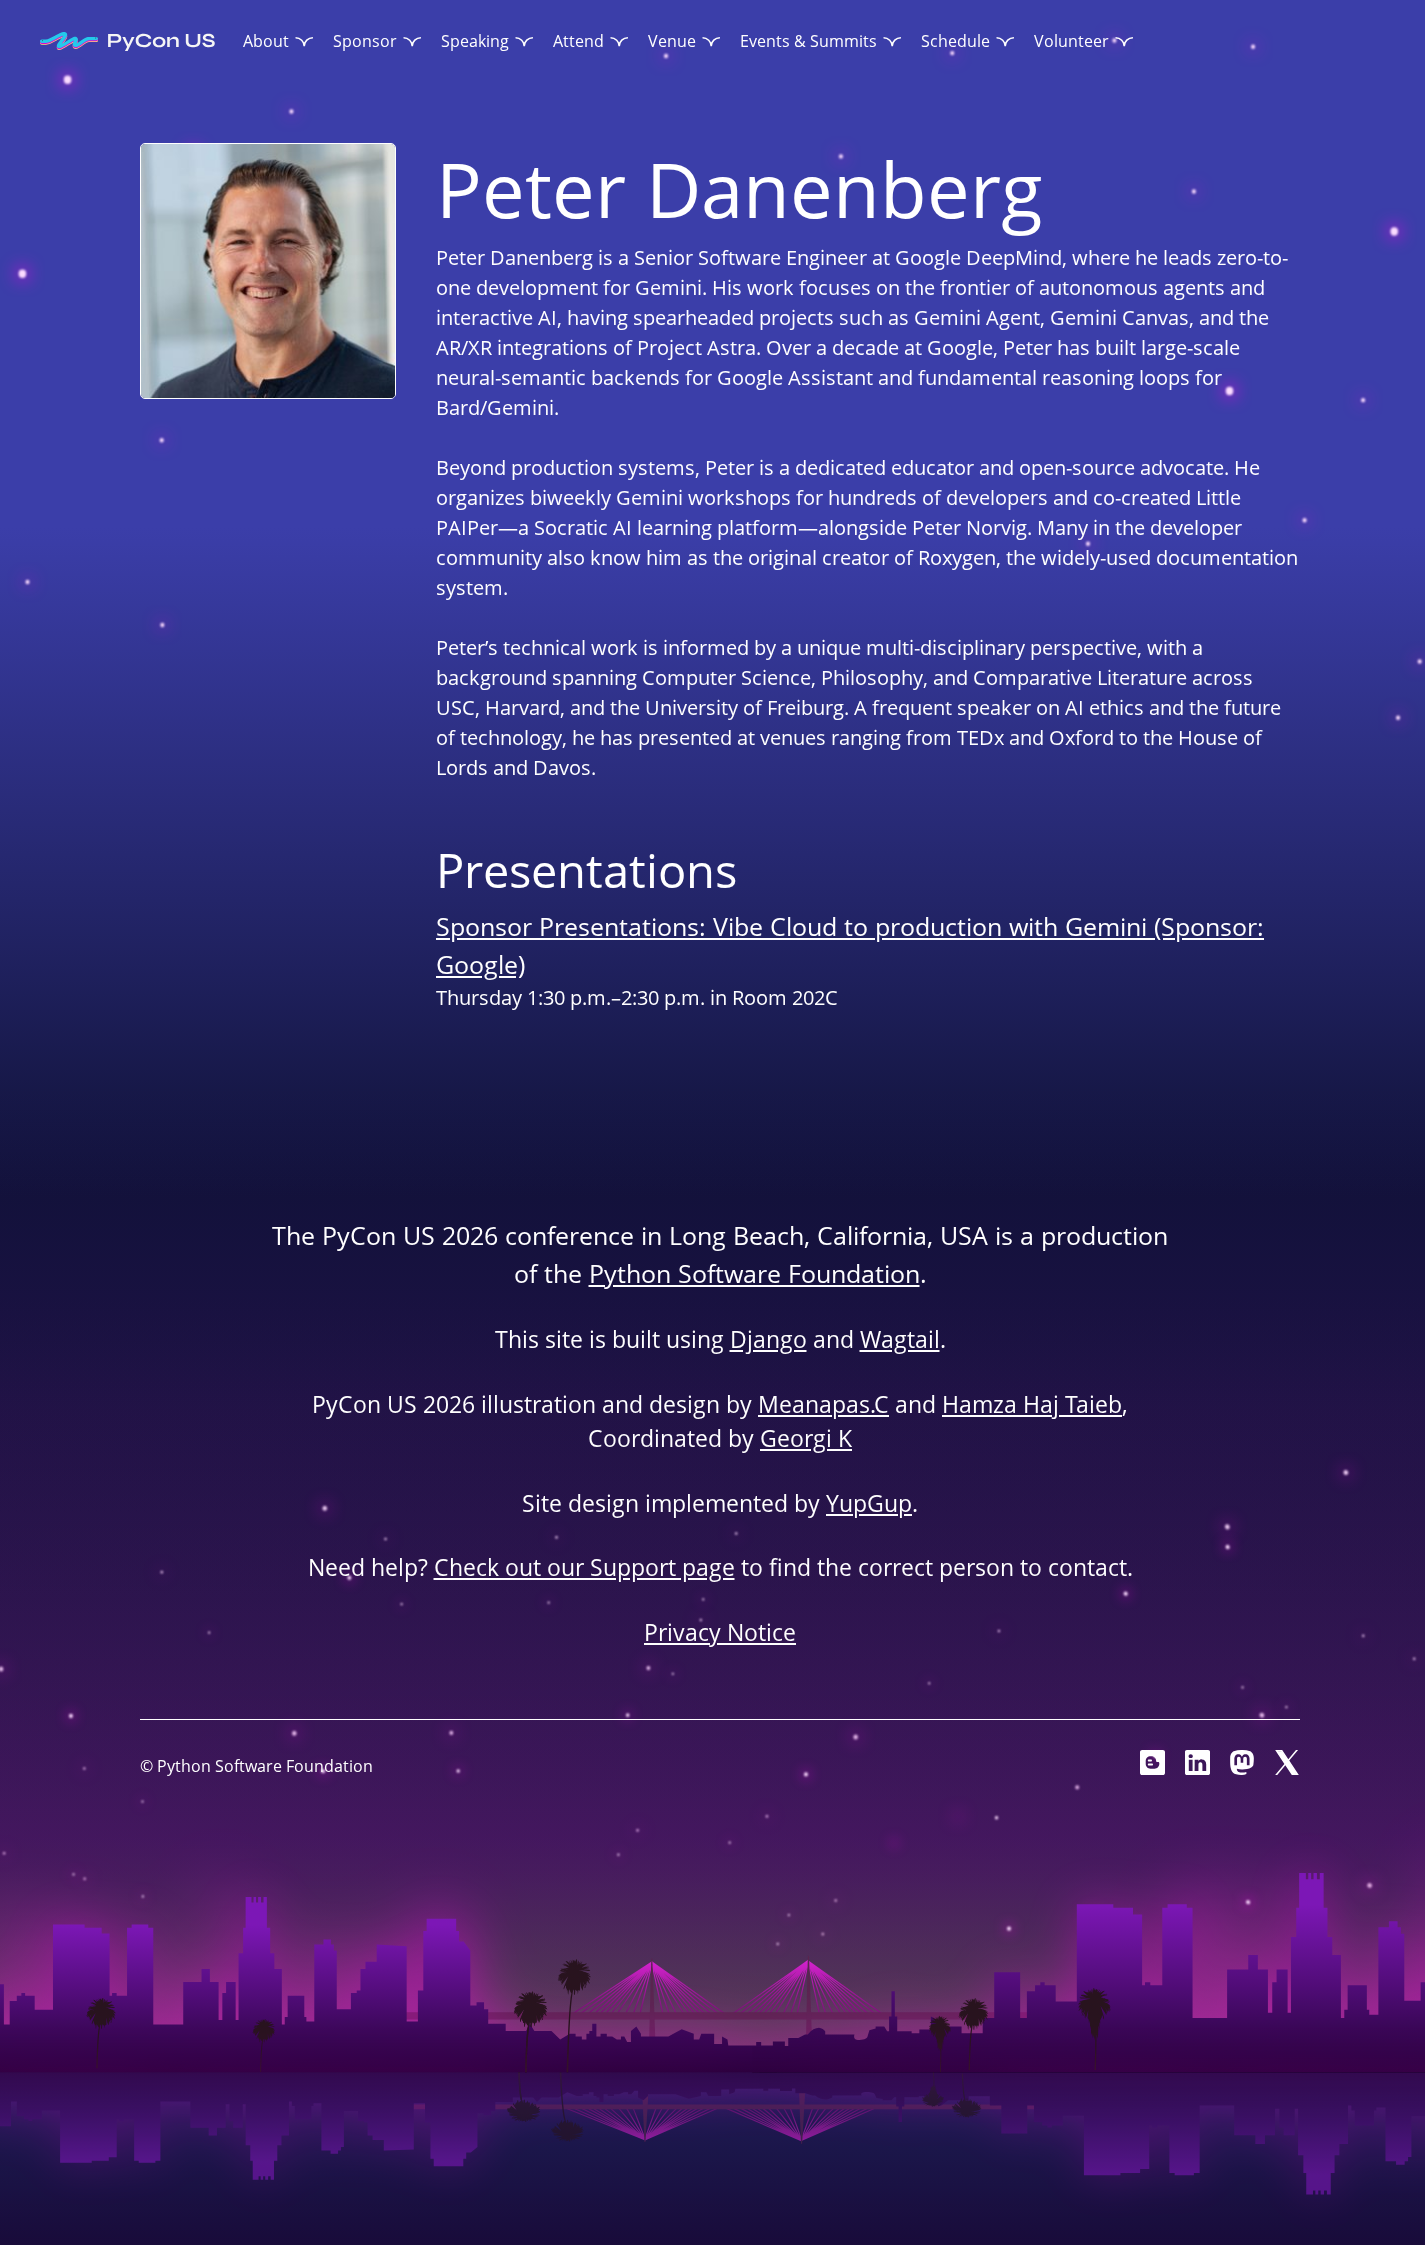 PyCon US
About
Sponsor
Speaking
Attend
Venue
Events & Summits
Schedule
Volunteer
Peter Danenberg
Peter Danenberg is a Senior Software Engineer at Google DeepMind, where he leads zero-to-
one development for Gemini. His work focuses on the frontier of autonomous agents and
interactive AI, having spearheaded projects such as Gemini Agent, Gemini Canvas, and the
AR/XR integrations of Project Astra. Over a decade at Google, Peter has built large-scale
neural-semantic backends for Google Assistant and fundamental reasoning loops for
Bard/Gemini.
Beyond production systems, Peter is a dedicated educator and open-source advocate. He
organizes biweekly Gemini workshops for hundreds of developers and co-created Little
PAIPer—a Socratic AI learning platform—alongside Peter Norvig. Many in the developer
community also know him as the original creator of Roxygen, the widely-used documentation
system.
Peter’s technical work is informed by a unique multi-disciplinary perspective, with a
background spanning Computer Science, Philosophy, and Comparative Literature across
USC, Harvard, and the University of Freiburg. A frequent speaker on AI ethics and the future
of technology, he has presented at venues ranging from TEDx and Oxford to the House of
Lords and Davos.
Presentations
Sponsor Presentations: Vibe Cloud to production with Gemini (Sponsor:
Google)
Thursday 1:30 p.m.–2:30 p.m. in Room 202C
The PyCon US 2026 conference in Long Beach, California, USA is a production
of the Python Software Foundation.
This site is built using Django and Wagtail.
PyCon US 2026 illustration and design by Meanapas.C and Hamza Haj Taieb,
Coordinated by Georgi K
Site design implemented by YupGup.
Need help? Check out our Support page to find the correct person to contact.
Privacy Notice
© Python Software Foundation